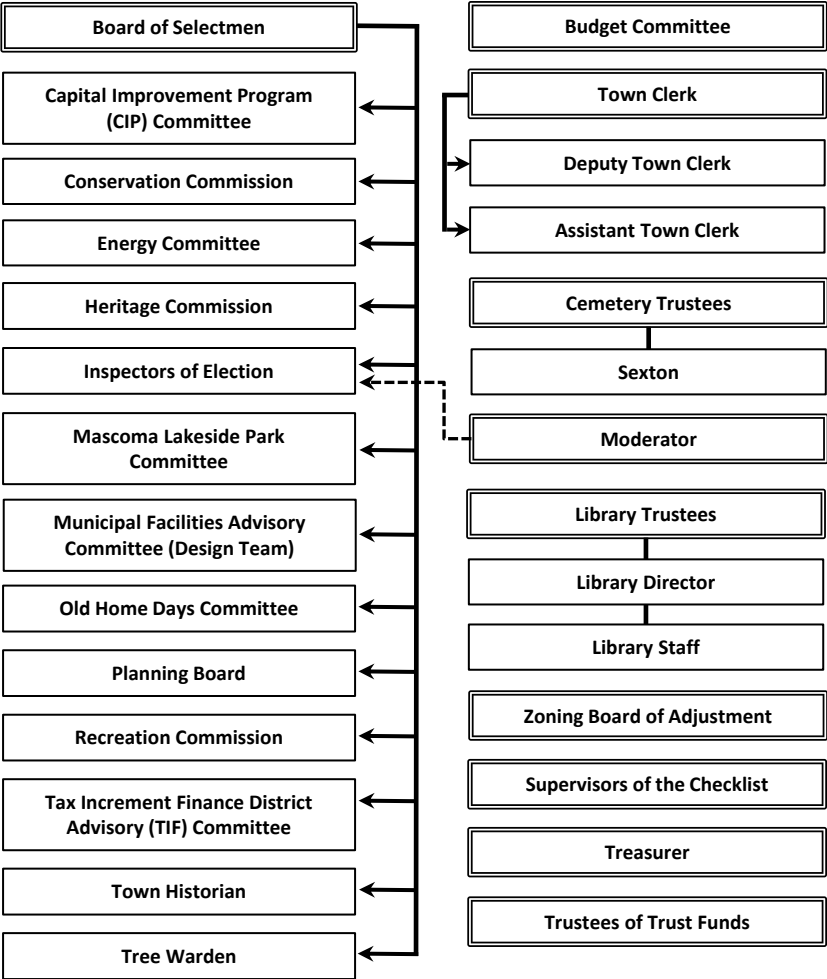 Board of Selectmen
Capital Improvement Program
(CIP) Committee
Conservation Commission
Energy Committee
Heritage Commission
Inspectors of Election
Mascoma Lakeside Park
Committee
Municipal Facilities Advisory
Committee (Design Team)
Old Home Days Committee
Planning Board
Recreation Commission
Tax Increment Finance District
Advisory (TIF) Committee
Town Historian
Tree Warden
Budget Committee
Town Clerk
Deputy Town Clerk
Assistant Town Clerk
Cemetery Trustees
Sexton
Moderator
Library Trustees
Library Director
Library Staff
Zoning Board of Adjustment
Supervisors of the Checklist
Treasurer
Trustees of Trust Funds